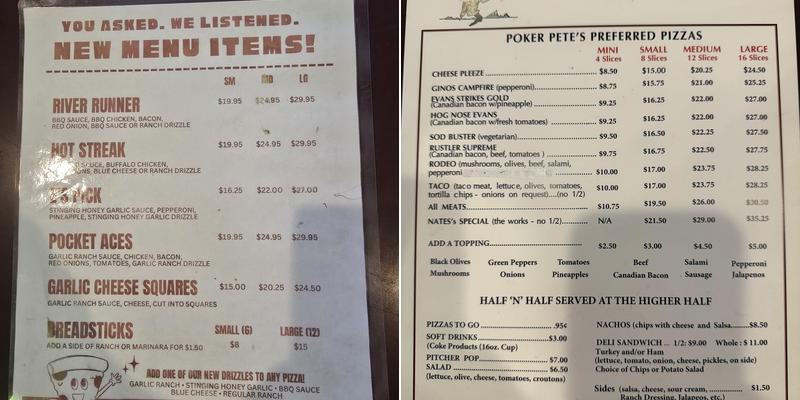 YOU ASKED. WE LISTENED.
NEW MENU ITEMS!
SM MD LG
RIVER RUNNER $19.95 $24.95 $29.95
BBQ SAUCE, BBQ CHICKEN, BACON,
RED ONION, BBQ SAUCE OR RANCH DRIZZLE
HOT STREAK $19.95 $24.95 $29.95
SAUCE, BUFFALO CHICKEN,
BLUE CHEESE OR RANCH DRIZZLE
PICK $16.25 $22.00 $27.00
STINGING HONEY GARLIC SAUCE, PEPPERONI,
PINEAPPLE, STINGING HONEY GARLIC DRIZZLE
POCKET ACES $19.95 $24.95 $29.95
GARLIC RANCH SAUCE, CHICKEN, BACON,
RED ONIONS, TOMATOES, GARLIC RANCH DRIZZLE
GARLIC CHEESE SQUARES $15.00 $20.25 $24.50
GARLIC RANCH SAUCE, CHEESE, CUT INTO SQUARES
BREADSTICKS SMALL (6) LARGE (12)
ADD A SIDE OF RANCH OR MARINARA FOR $1.50 $8 $15
ADD ONE OF OUR NEW DRIZZLES TO ANY PIZZA!
GARLIC RANCH • STINGING HONEY GARLIC • BBQ SAUCE
BLUE CHEESE • REGULAR RANCH
POKER PETE'S PREFERRED PIZZAS
MINI SMALL MEDIUM LARGE
4 Slices 8 Slices 12 Slices 16 Slices
CHEESE PLEEZE $8.50 $15.00 $20.25 $24.50
GINOS CAMPFIRE (pepperoni) $8.75 $15.75 $21.00 $25.25
EVANS STRIKES GOLD
(Canadian bacon w/pineapple) $9.25 $16.25 $22.00 $27.00
HOG NOSE EVANS
(Canadian bacon w/fresh tomatoes) $9.25 $16.25 $22.00 $27.00
SOD BUSTER (vegetarian) $9.50 $16.50 $22.25 $27.50
RUSTLER SUPREME
(Canadian bacon, beef, tomatoes ) $9.75 $16.75 $22.50 $27.75
RODEO (mushrooms, olives, beef, salami,
pepperoni $10.00 $17.00 $23.75 $28.25
TACO (taco meat, lettuce, olives, tomatoes,
tortilla chips - onions on request)....(no 1/2) $10.00 $17.00 $23.75 $28.25
All MEATS $10.75 $19.50 $26.00 $30.50
NATES's SPECIAL (the works - no 1/2) N/A $21.50 $29.00 $35.25
ADD A TOPPING $2.50 $3.00 $4.50 $5.00
Black Olives Green Peppers Tomatoes Beef Salami Pepperoni
Mushrooms Onions Pineapples Canadian Bacon Sausage Jalapenos
HALF 'N' HALF SERVED AT THE HIGHER HALF
PIZZAS TO GO .95¢
SOFT DRINKS $3.00
(Coke Products (16oz. Cup)
PITCHER POP $7.00
SALAD $6.50
(lettuce, olive, cheese, tomatoes, croutons)
NACHOS (chips with cheese and Salsa $8.50
DELI SANDWICH ... 1/2: $9.00 Whole : $ 11.00
Turkey and/or Ham
(lettuce, tomato, onion, cheese, pickles, on side)
Choice of Chips or Potato Salad
Sides (salsa, cheese, sour cream, $1.50
Ranch Dressing, Jalapeos, etc.)